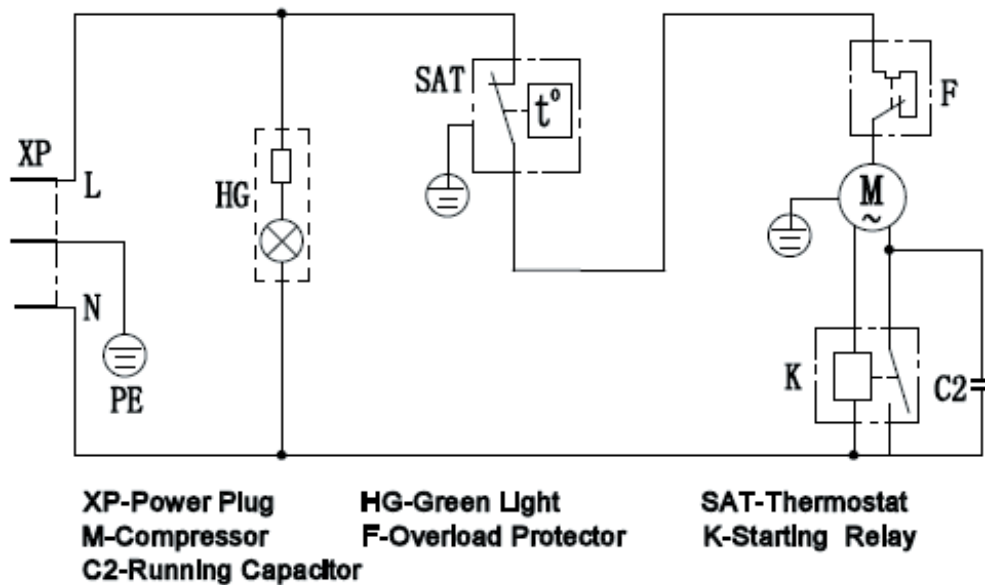 SAT
t°
F
XP
L
HG
M
~
N
PE
K
C2
XP-Power Plug HG-Green Light SAT-Thermostat
M-Compressor F-Overload Protector K-Starting Relay
C2-Running Capacitor